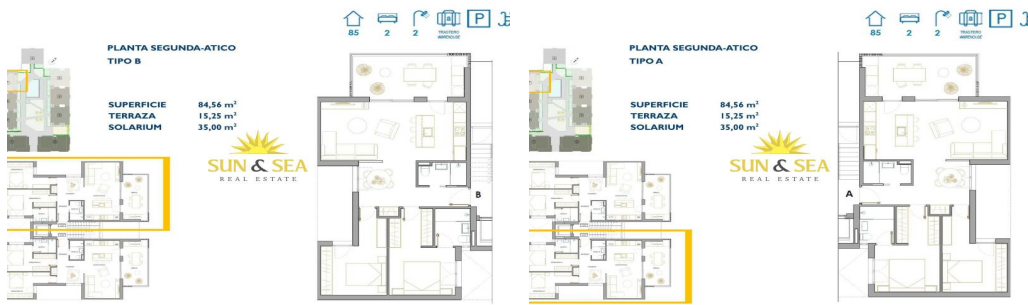 85 2 2 TRASTERO WAREHOUSE P
PLANTA SEGUNDA-ATICO
TIPO B
SUPERFICIE 84,56 m²
TERRAZA 15,25 m²
SOLARIUM 35,00 m²
SUN & SEA
REAL ESTATE
B
85 2 2 TRASTERO WAREHOUSE P
PLANTA SEGUNDA-ATICO
TIPO A
SUPERFICIE 84,56 m²
TERRAZA 15,25 m²
SOLARIUM 35,00 m²
SUN & SEA
REAL ESTATE
A